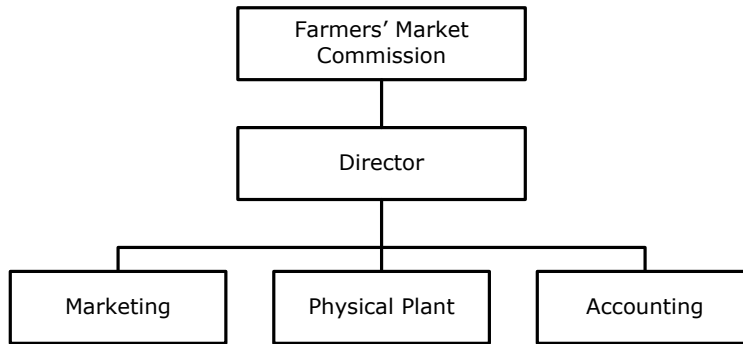 Farmers’ Market
Commission
Director
Marketing
Physical Plant
Accounting